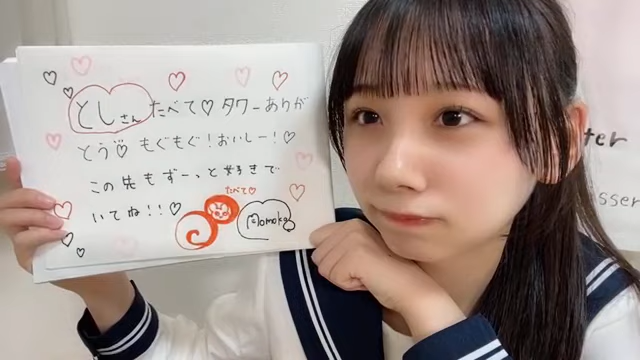 としさん たべて♡タワーありが
とう♡ もぐもぐ!おいしー!♡
この先もずーっと好きで
いてね!!♡
たべて♡
Momoka
ter
sser